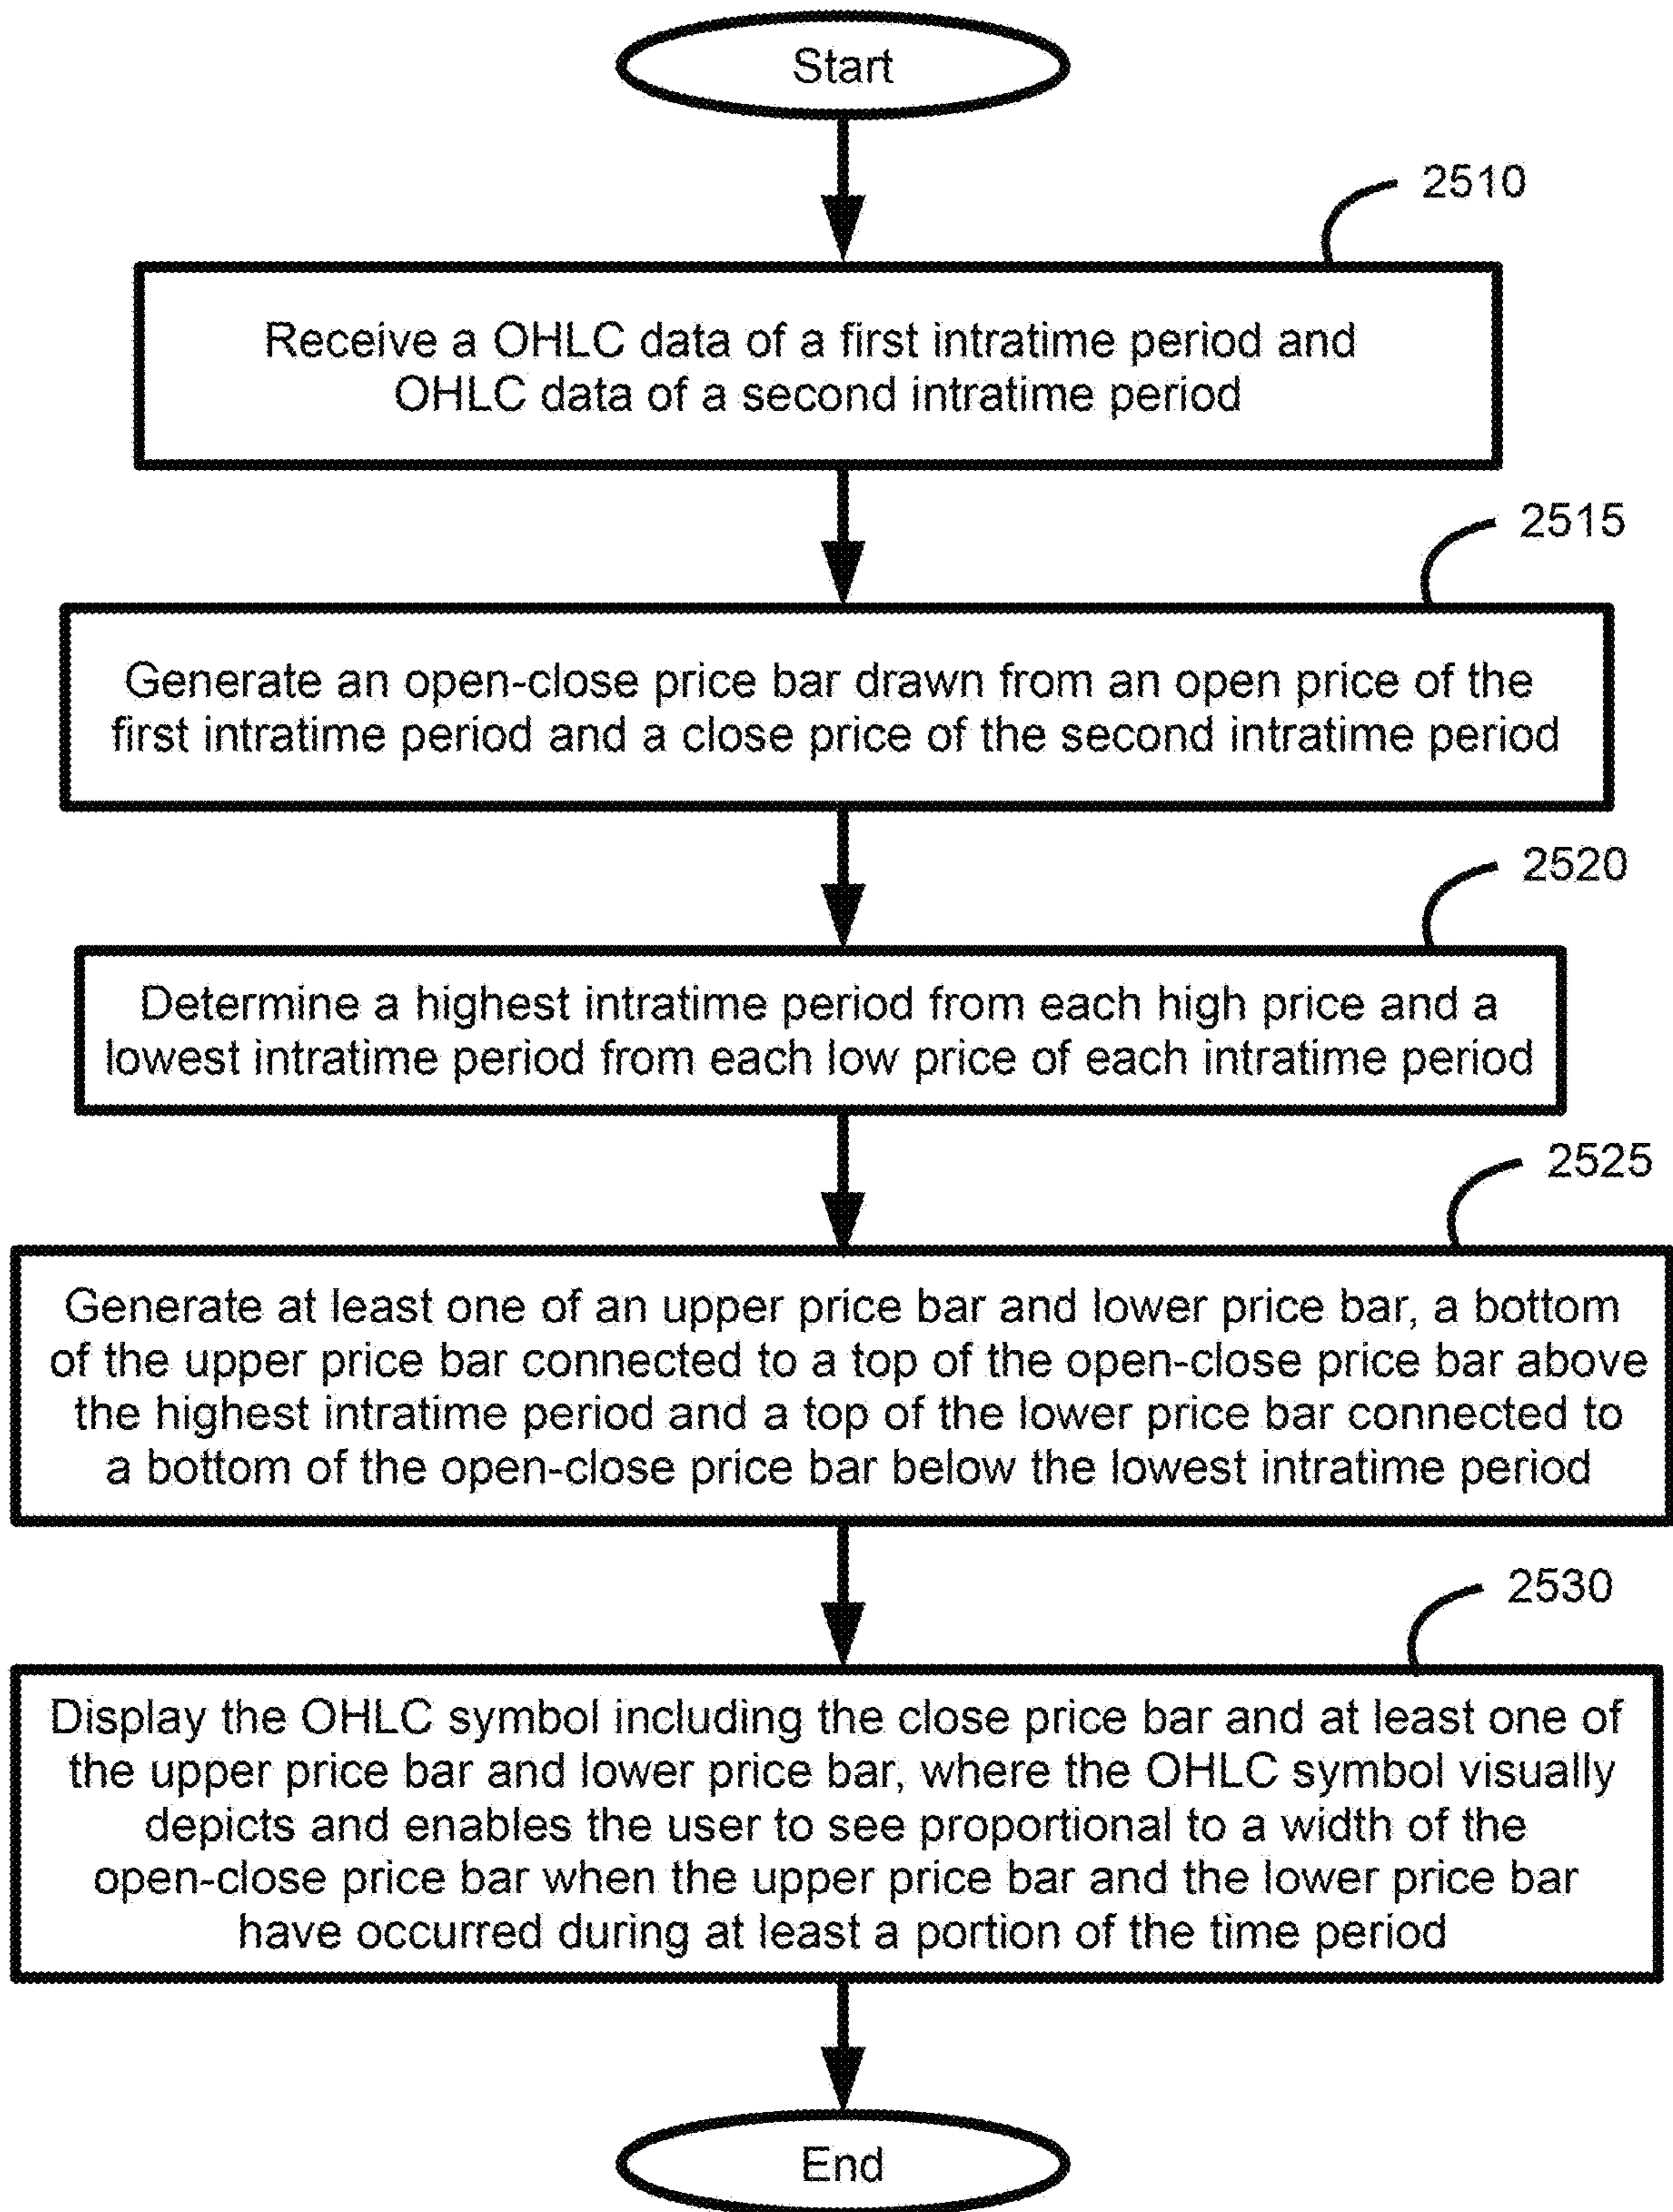 Start
2510
Receive a OHLC data of a first intratime period and
OHLC data of a second intratime period
2515
Generate an open-close price bar drawn from an open price of the
first intratime period and a close price of the second intratime period
2520
Determine a highest intratime period from each high price and a
lowest intratime period from each low price of each intratime period
2525
Generate at least one of an upper price bar and lower price bar, a bottom
of the upper price bar connected to a top of the open-close price bar above
the highest intratime period and a top of the lower price bar connected to
a bottom of the open-close price bar below the lowest intratime period
2530
Display the OHLC symbol including the close price bar and at least one of
the upper price bar and lower price bar, where the OHLC symbol visually
depicts and enables the user to see proportional to a width of the
open-close price bar when the upper price bar and the lower price bar
have occurred during at least a portion of the time period
End